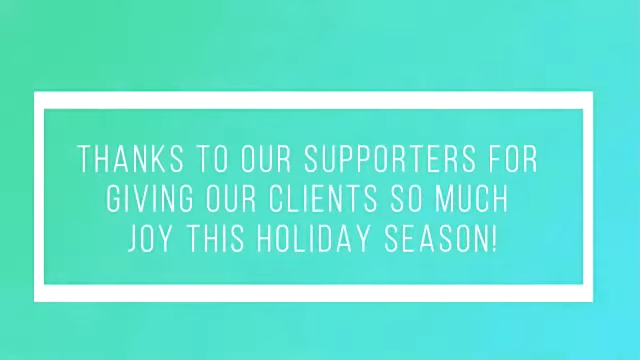 THANKS TO OUR SUPPORTERS FOR
GIVING OUR CLIENTS SO MUCH
JOY THIS HOLIDAY SEASON!